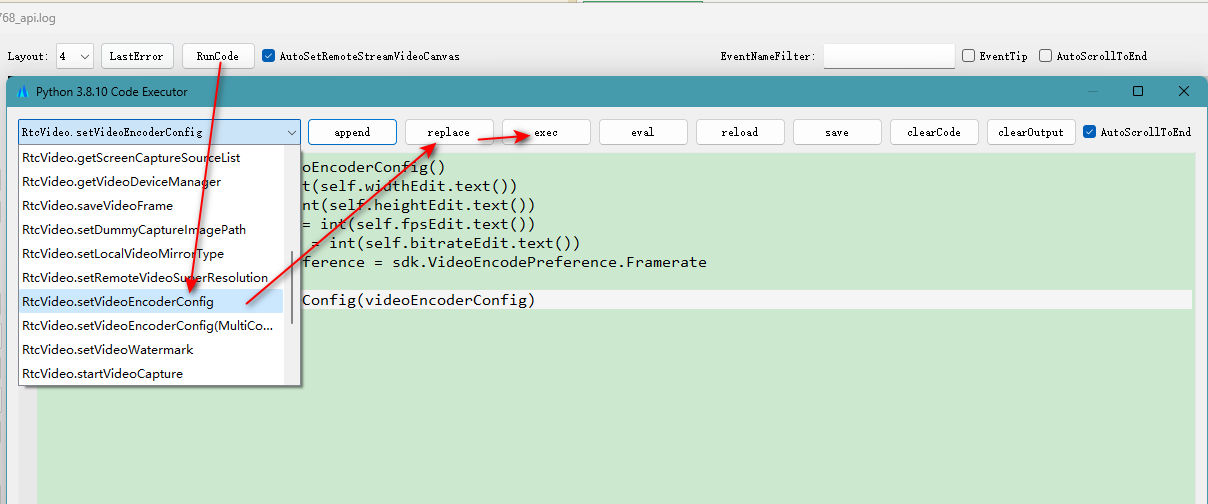 768_api.log
Layout: 4 LastError RunCode AutoSetRemoteStreamVideoCanvas EventNameFilter: EventTip AutoScrollToEnd
Python 3.8.10 Code Executor
RtcVideo.setVideoEncoderConfig append replace exec eval reload save clearCode clearOutput AutoScrollToEnd
RtcVideo.getScreenCaptureSourceList
RtcVideo.getVideoDeviceManager
RtcVideo.saveVideoFrame
RtcVideo.setDummyCaptureImagePath
RtcVideo.setLocalVideoMirrorType
RtcVideo.setRemoteVideoSuperResolution
RtcVideo.setVideoEncoderConfig
RtcVideo.setVideoEncoderConfig(MultiCo...
RtcVideo.setVideoWatermark
RtcVideo.startVideoCapture
oEncoderConfig()
t(self.widthEdit.text())
nt(self.heightEdit.text())
= int(self.fpsEdit.text())
= int(self.bitrateEdit.text())
ference = sdk.VideoEncodePreference.Framerate
Config(videoEncoderConfig)